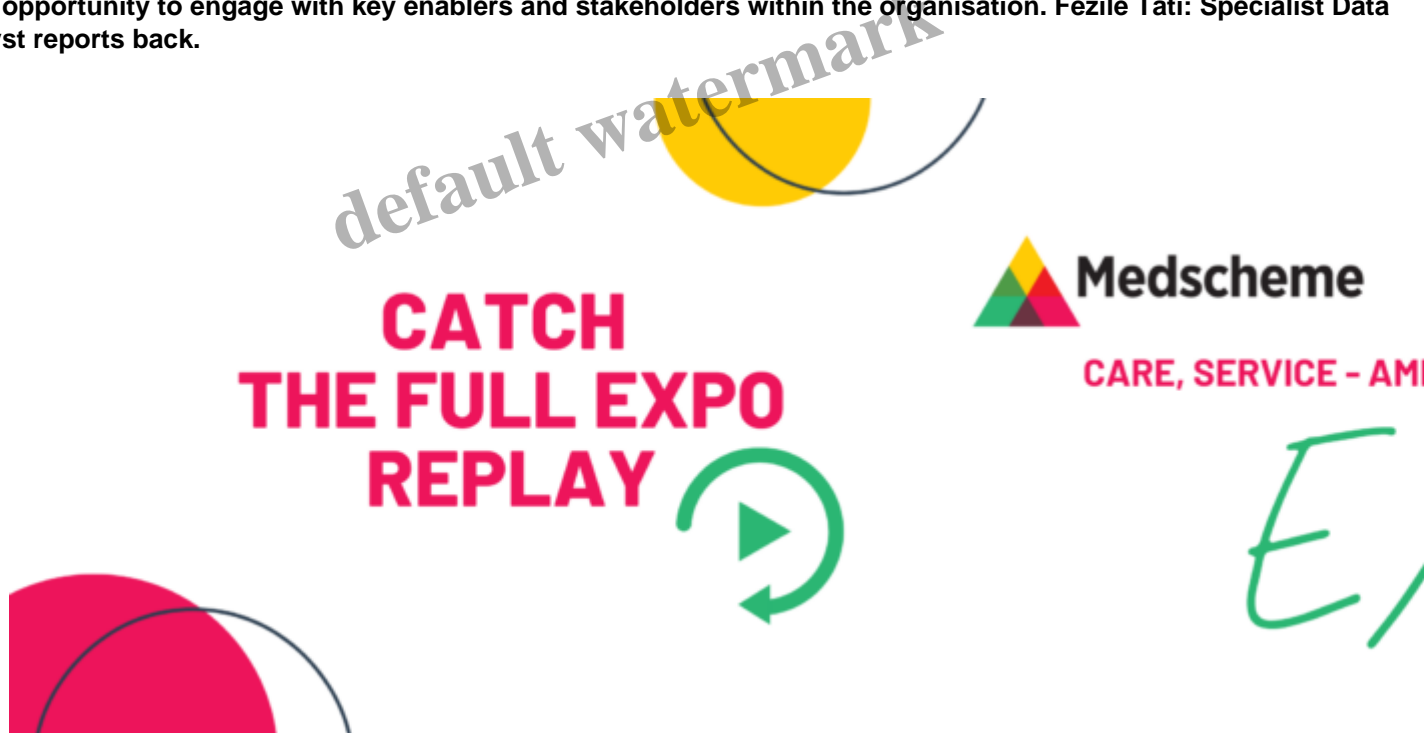 opportunity to engage with key enablers and stakeholders within the organisation. Fezile Tati: Specialist Data
yst reports back.
default watermark
Medscheme
CATCH
THE FULL EXPO
REPLAY
CARE, SERVICE - AM
E